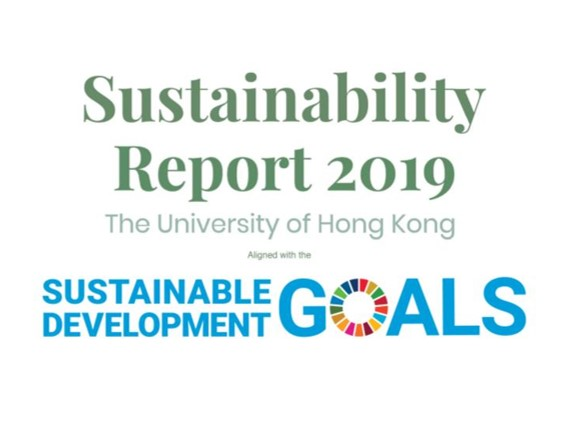 Sustainability
Report 2019
The University of Hong Kong
Aligned with the
SUSTAINABLE
DEVELOPMENT GOALS